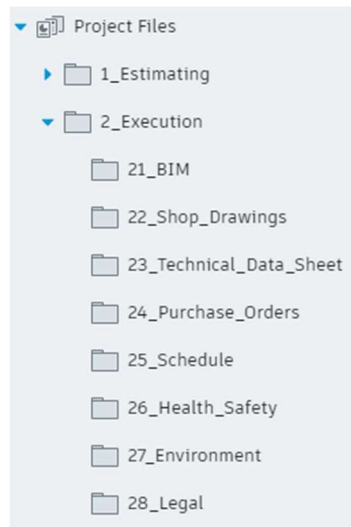 Project Files
1_Estimating
2_Execution
21_BIM
22_Shop_Drawings
23_Technical_Data_Sheet
24_Purchase_Orders
25_Schedule
26_Health_Safety
27_Environment
28_Legal